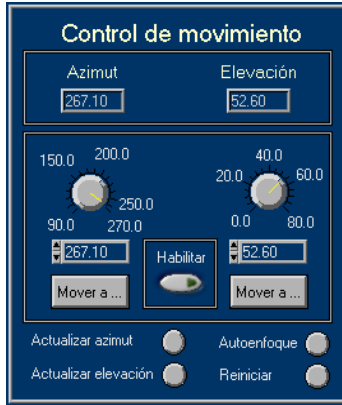 Control de movimiento
Azimut Elevación
267.10 52.60
150.0 200.0 250.0 90.0 270.0
20.0 40.0 60.0 0.0 80.0
267.10 Habilitar 52.60
Mover a ... Mover a ...
Actualizar azimut Autoenfoque
Actualizar elevación Reiniciar